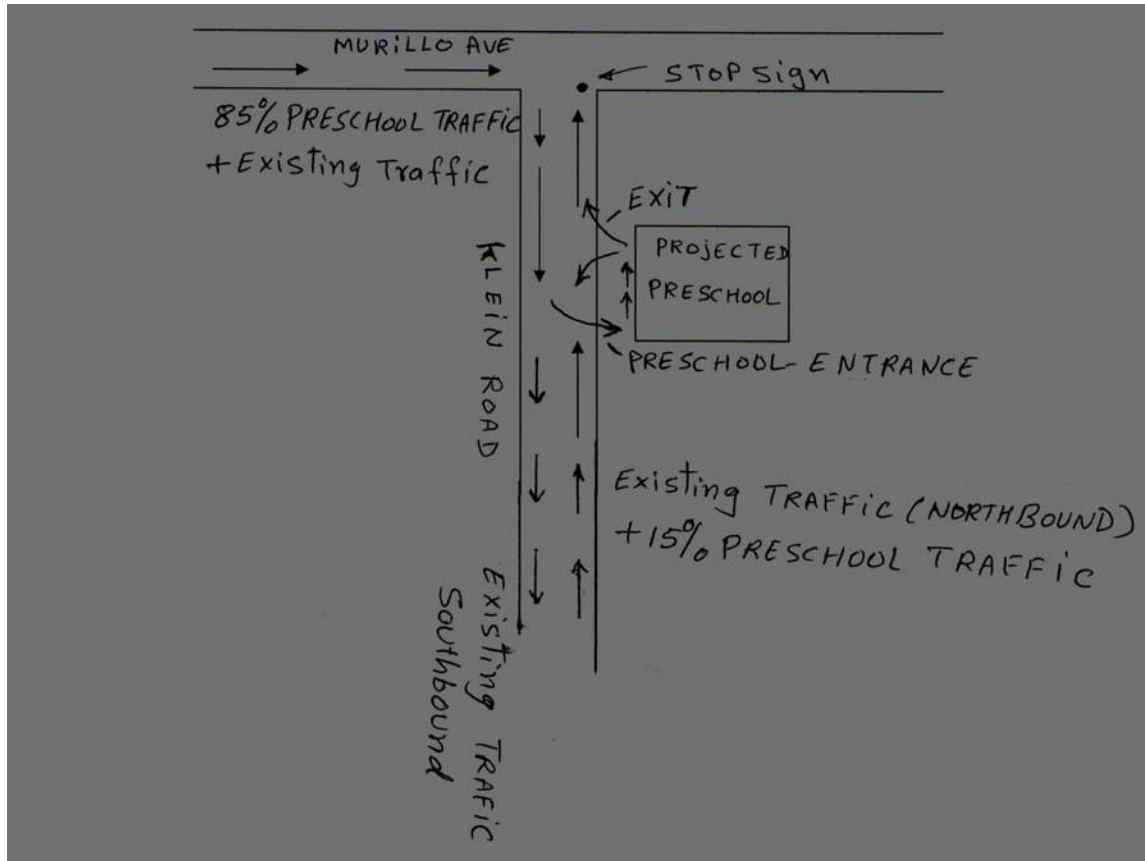 MURILLO AVE
STOP Sign
85% PRESCHOOL TRAFFIC
+Existing Traffic
EXIT
PROJECTED
PRESCHOOL
PRESCHOOL-ENTRANCE
KLEIN ROAD
Existing TRAFFIC (NORTHBOUND)
+15% PRESCHOOL TRAFFIC
Existing TRAFIC
Southbound